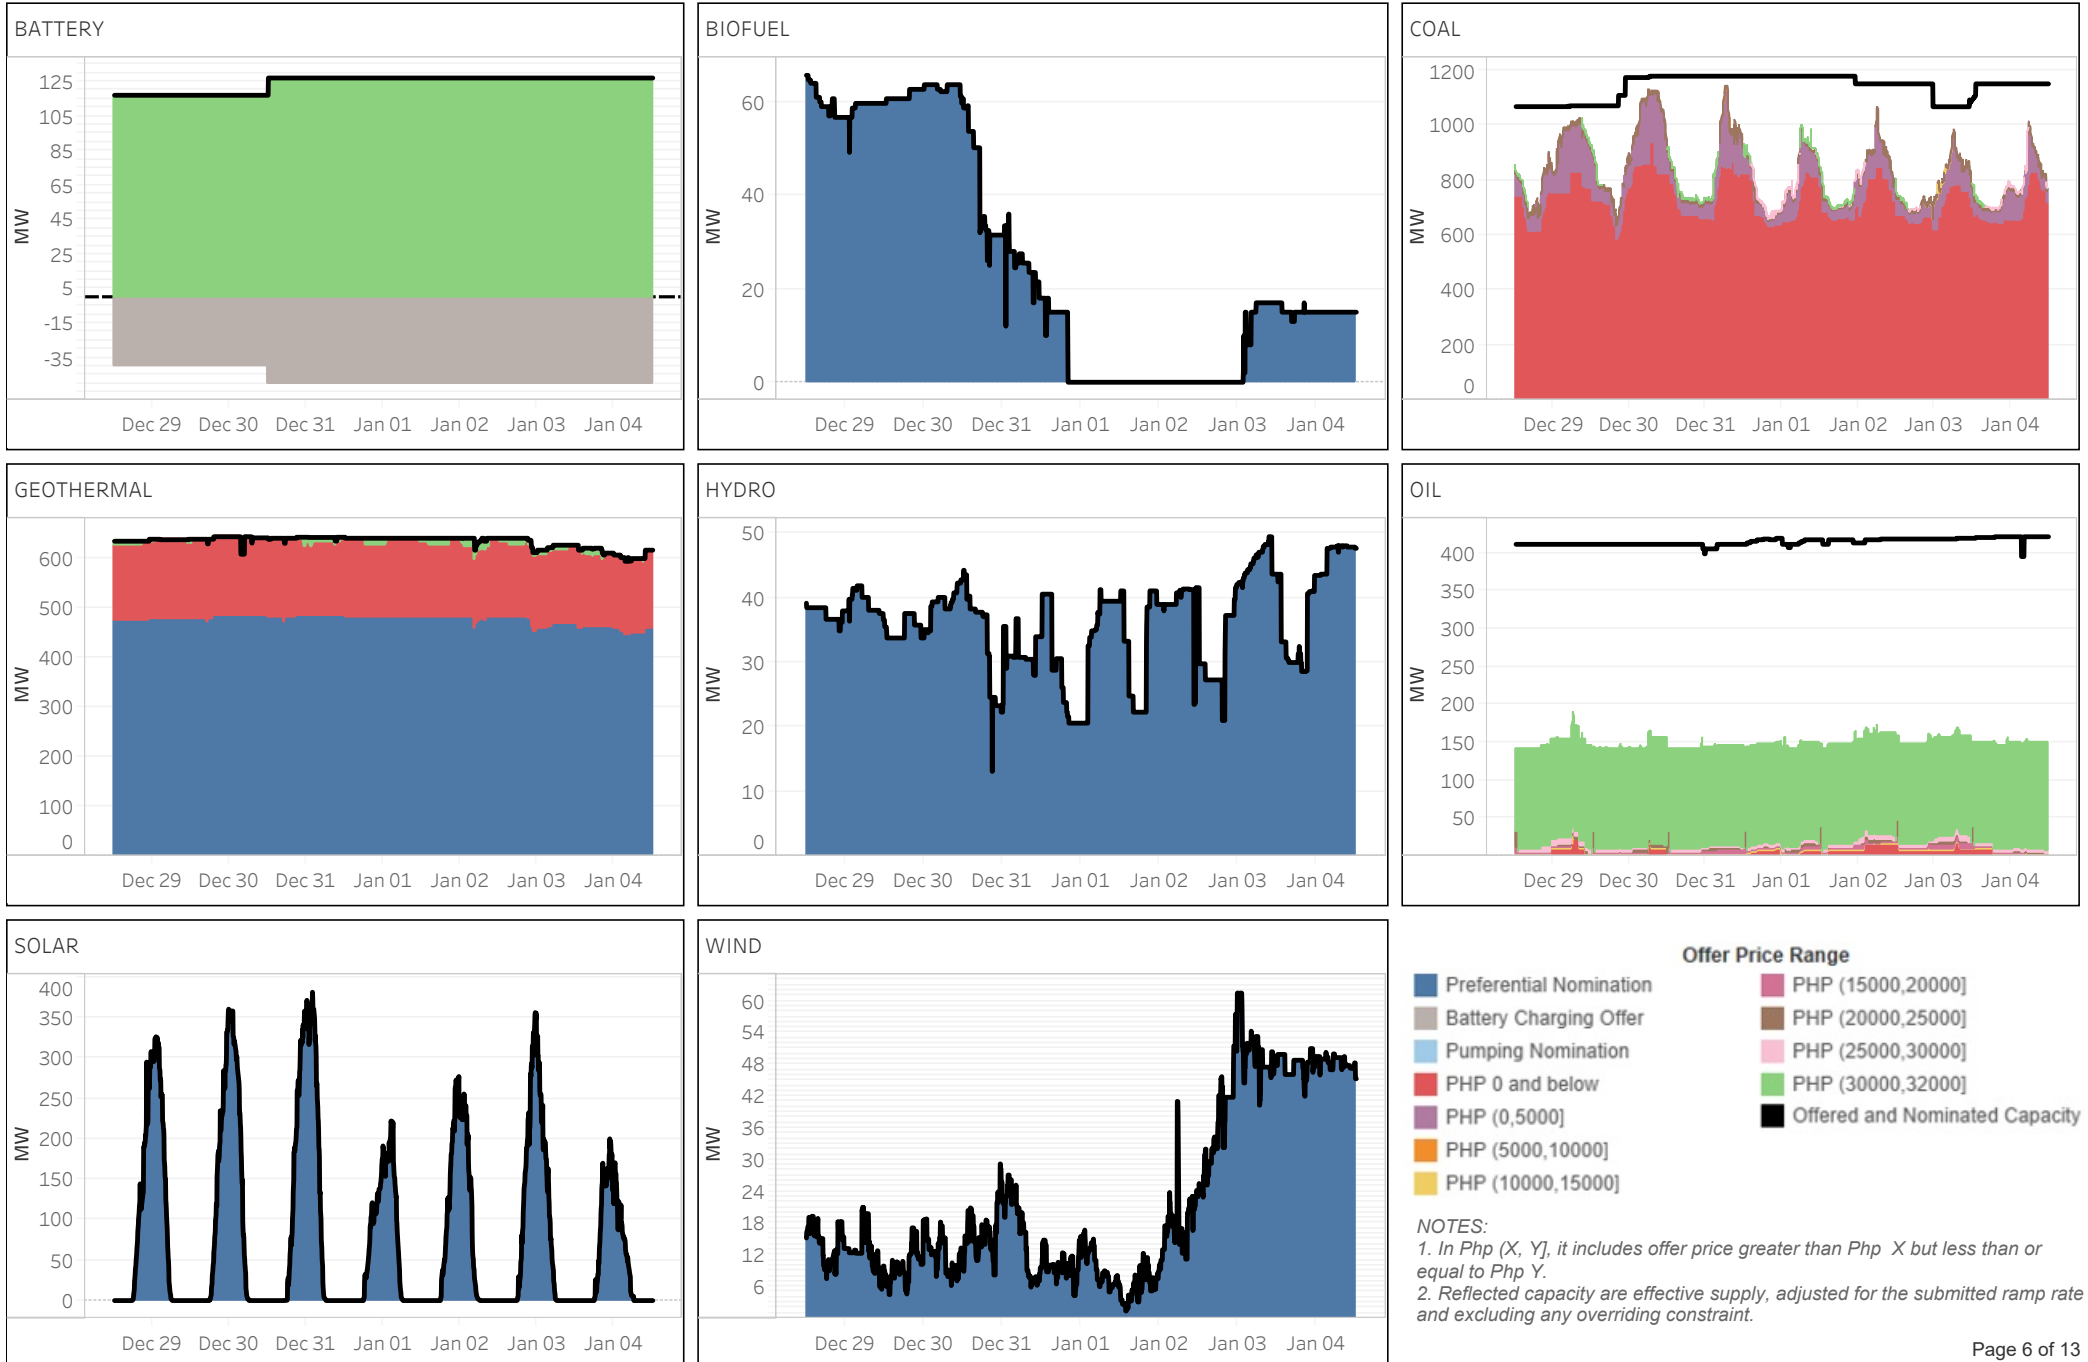 BATTERY
125
105
85
65
45
25
5
-15
-35
MW
Dec 29 Dec 30 Dec 31 Jan 01 Jan 02 Jan 03 Jan 04
BIOFUEL
60
40
20
0
MW
Dec 29 Dec 30 Dec 31 Jan 01 Jan 02 Jan 03 Jan 04
COAL
1200
1000
800
600
400
200
0
MW
Dec 29 Dec 30 Dec 31 Jan 01 Jan 02 Jan 03 Jan 04
GEOTHERMAL
600
500
400
300
200
100
0
MW
Dec 29 Dec 30 Dec 31 Jan 01 Jan 02 Jan 03 Jan 04
HYDRO
50
40
30
20
10
0
MW
Dec 29 Dec 30 Dec 31 Jan 01 Jan 02 Jan 03 Jan 04
OIL
400
350
300
250
200
150
100
50
MW
Dec 29 Dec 30 Dec 31 Jan 01 Jan 02 Jan 03 Jan 04
SOLAR
400
350
300
250
200
150
100
50
0
MW
Dec 29 Dec 30 Dec 31 Jan 01 Jan 02 Jan 03 Jan 04
WIND
60
54
48
42
36
30
24
18
12
6
MW
Dec 29 Dec 30 Dec 31 Jan 01 Jan 02 Jan 03 Jan 04
Offer Price Range
Preferential Nomination
Battery Charging Offer
Pumping Nomination
PHP 0 and below
PHP (0,5000]
PHP (5000,10000]
PHP (10000,15000]
PHP (15000,20000]
PHP (20000,25000]
PHP (25000,30000]
PHP (30000,32000]
Offered and Nominated Capacity
NOTES:
1. In Php (X, Y], it includes offer price greater than Php X but less than or
equal to Php Y.
2. Reflected capacity are effective supply, adjusted for the submitted ramp rate
and excluding any overriding constraint.
Page 6 of 13